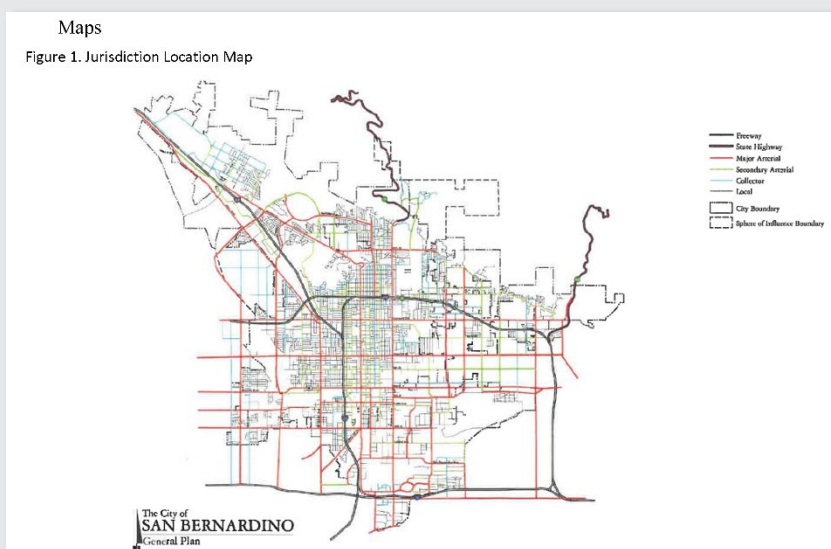 Maps
Figure 1. Jurisdiction Location Map
Freeway
State Highway
Major Arterial
Secondary Arterial
Collector
Local
City Boundary
Sphere of Influence Boundary
The City of
SAN BERNARDINO
General Plan